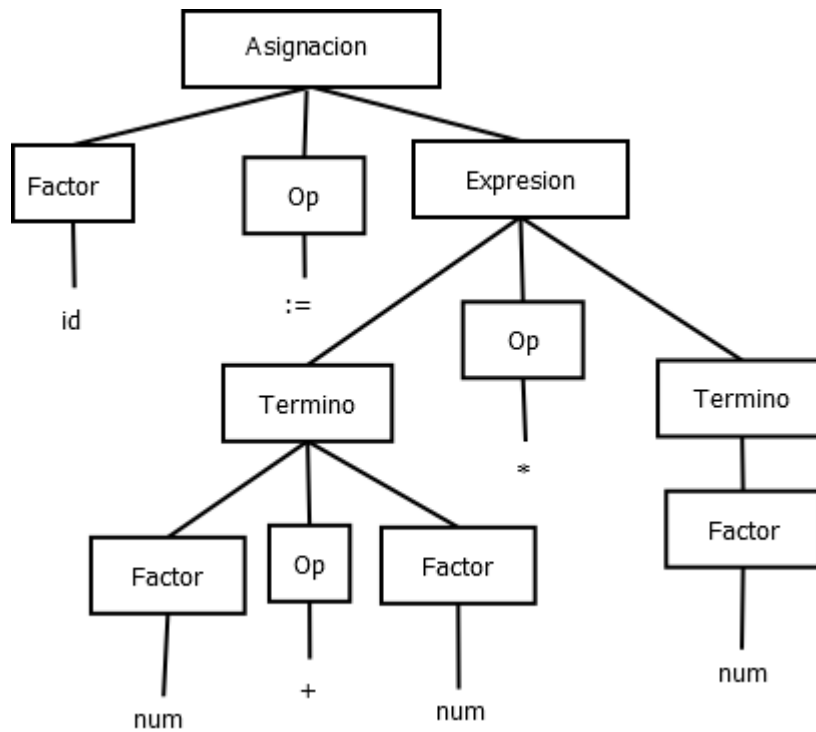 Asignacion
Factor
Op
Expresion
id
:=
Op
Termino
Termino
*
Factor
Op
Factor
Factor
num
+
num
num